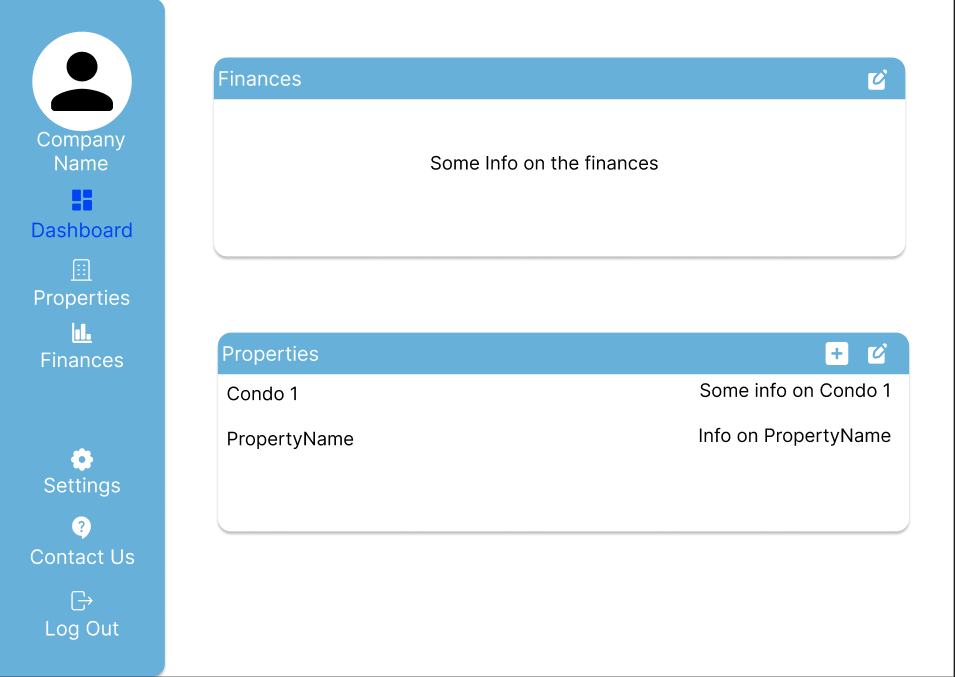 Company
Name
Dashboard
Properties
Finances
Settings
?
Contact Us
Log Out
Finances
Some Info on the finances
Properties
Condo 1
Some info on Condo 1
PropertyName
Info on PropertyName